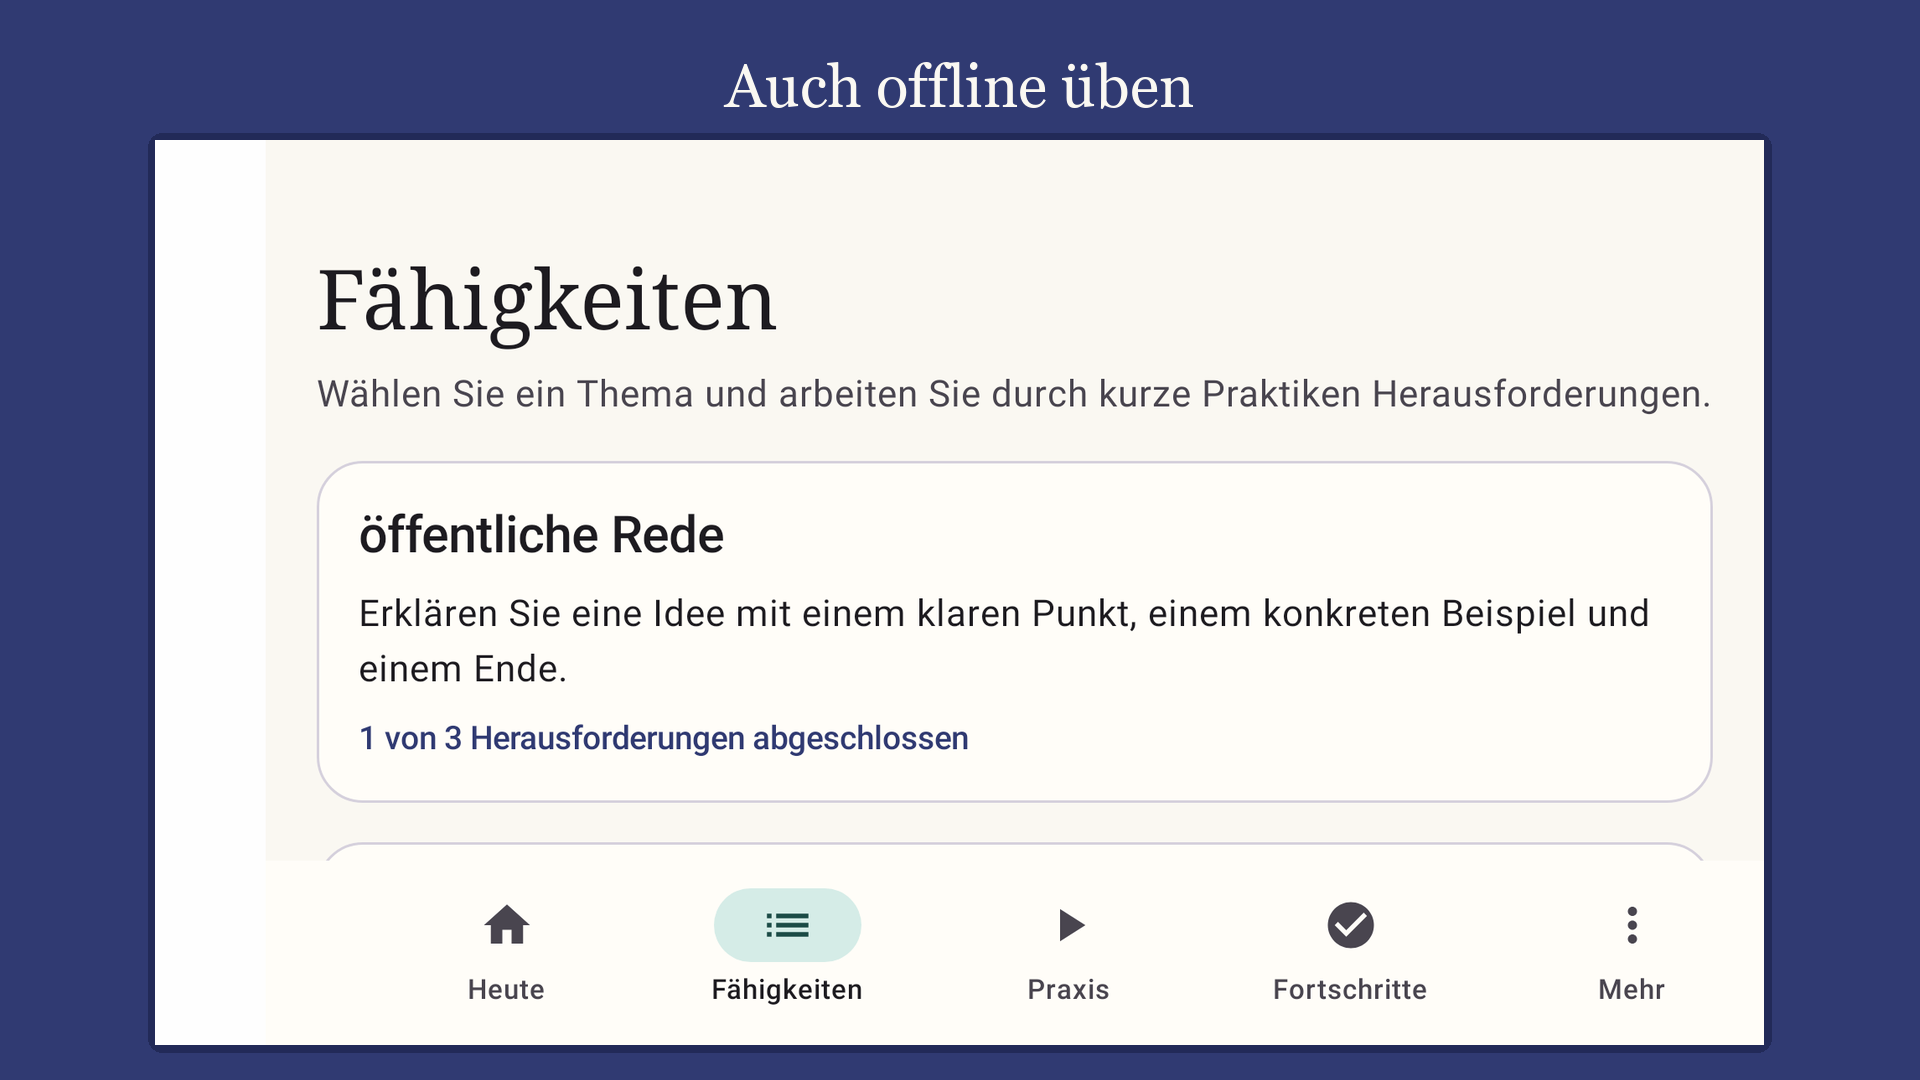 Auch offline üben
Fähigkeiten
Wählen Sie ein Thema und arbeiten Sie durch kurze Praktiken Herausforderungen.
öffentliche Rede
Erklären Sie eine Idee mit einem klaren Punkt, einem konkreten Beispiel und
einem Ende.
1 von 3 Herausforderungen abgeschlossen
Heute
Fähigkeiten
Praxis
Fortschritte
Mehr